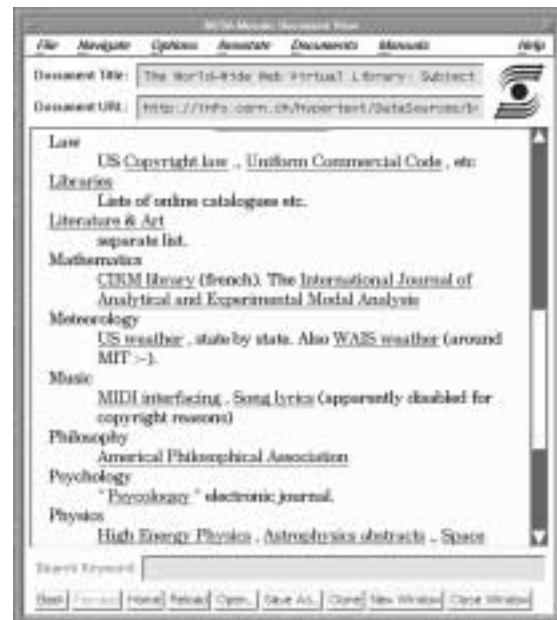 NCSA Mosaic: Document View
File Navigate Options Annotate Documents Manuals Help
Document Title: The World-Wide Web Virtual Library: Subject
Document URL: http://info.cern.ch/hypertext/DataSources/b
Law
US Copyright law ., Uniform Commercial Code , etc
Libraries
Lists of online catalogues etc.
Literature & Art
separate list.
Mathematics
CIRM library (french). The International Journal of
Analytical and Experimental Modal Analysis
Meteorology
US weather , state by state. Also WAIS weather (around
MIT :-).
Music
MIDI interfacing , Song lyrics (apparently disabled for
copyright reasons)
Philosophy
Americal Philosophical Association
Psychology
" Psycoloquy " electronic journal.
Physics
High Energy Physics , Astrophysics abstracts .. Space
Search Keyword:
Back Forward Home Reload Open... Save As... Clone New Window Close Window